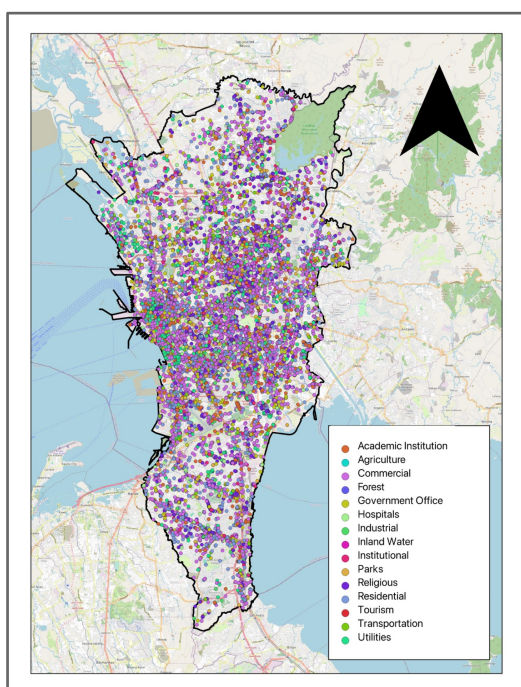 Academic Institution
Agriculture
Commercial
Forest
Government Office
Hospitals
Industrial
Inland Water
Institutional
Parks
Religious
Residential
Tourism
Transportation
Utilities